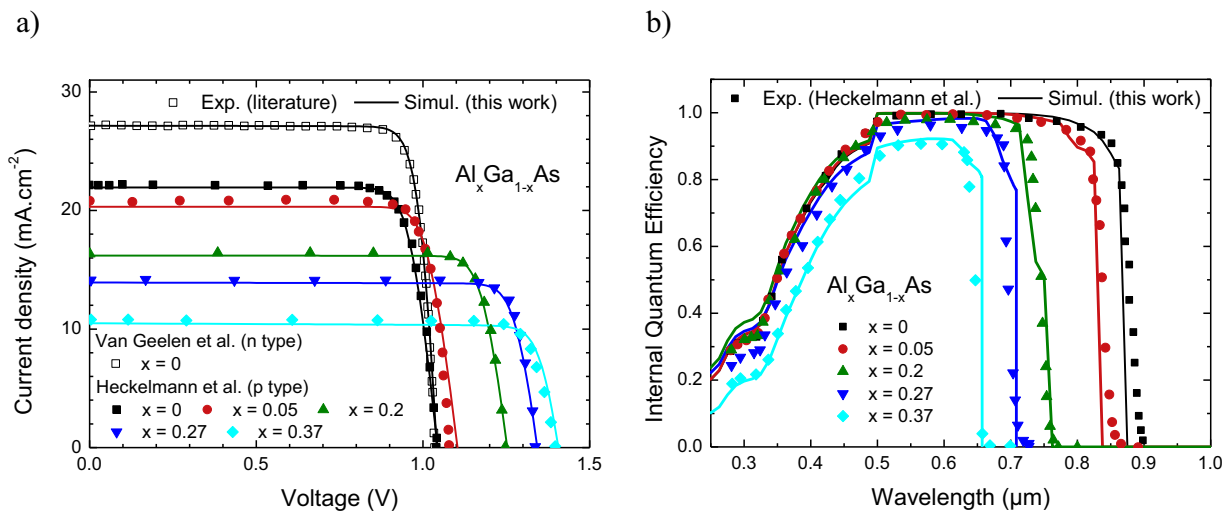 a)
30
20
10
0
0.0 0.5 1.0 1.5
Current density (mA.cm-2)
Voltage (V)
Exp. (literature) Simul. (this work)
AlxGa1-xAs
Van Geelen et al. (n type)
x = 0
Heckelmann et al. (p type)
x = 0 x = 0.05 x = 0.2
x = 0.27 x = 0.37
b)
1.0
0.8
0.6
0.4
0.2
0.0
0.3 0.4 0.5 0.6 0.7 0.8 0.9 1.0
Internal Quantum Efficiency
Wavelength (µm)
Exp. (Heckelmann et al.) Simul. (this work)
AlxGa1-xAs
x = 0
x = 0.05
x = 0.2
x = 0.27
x = 0.37